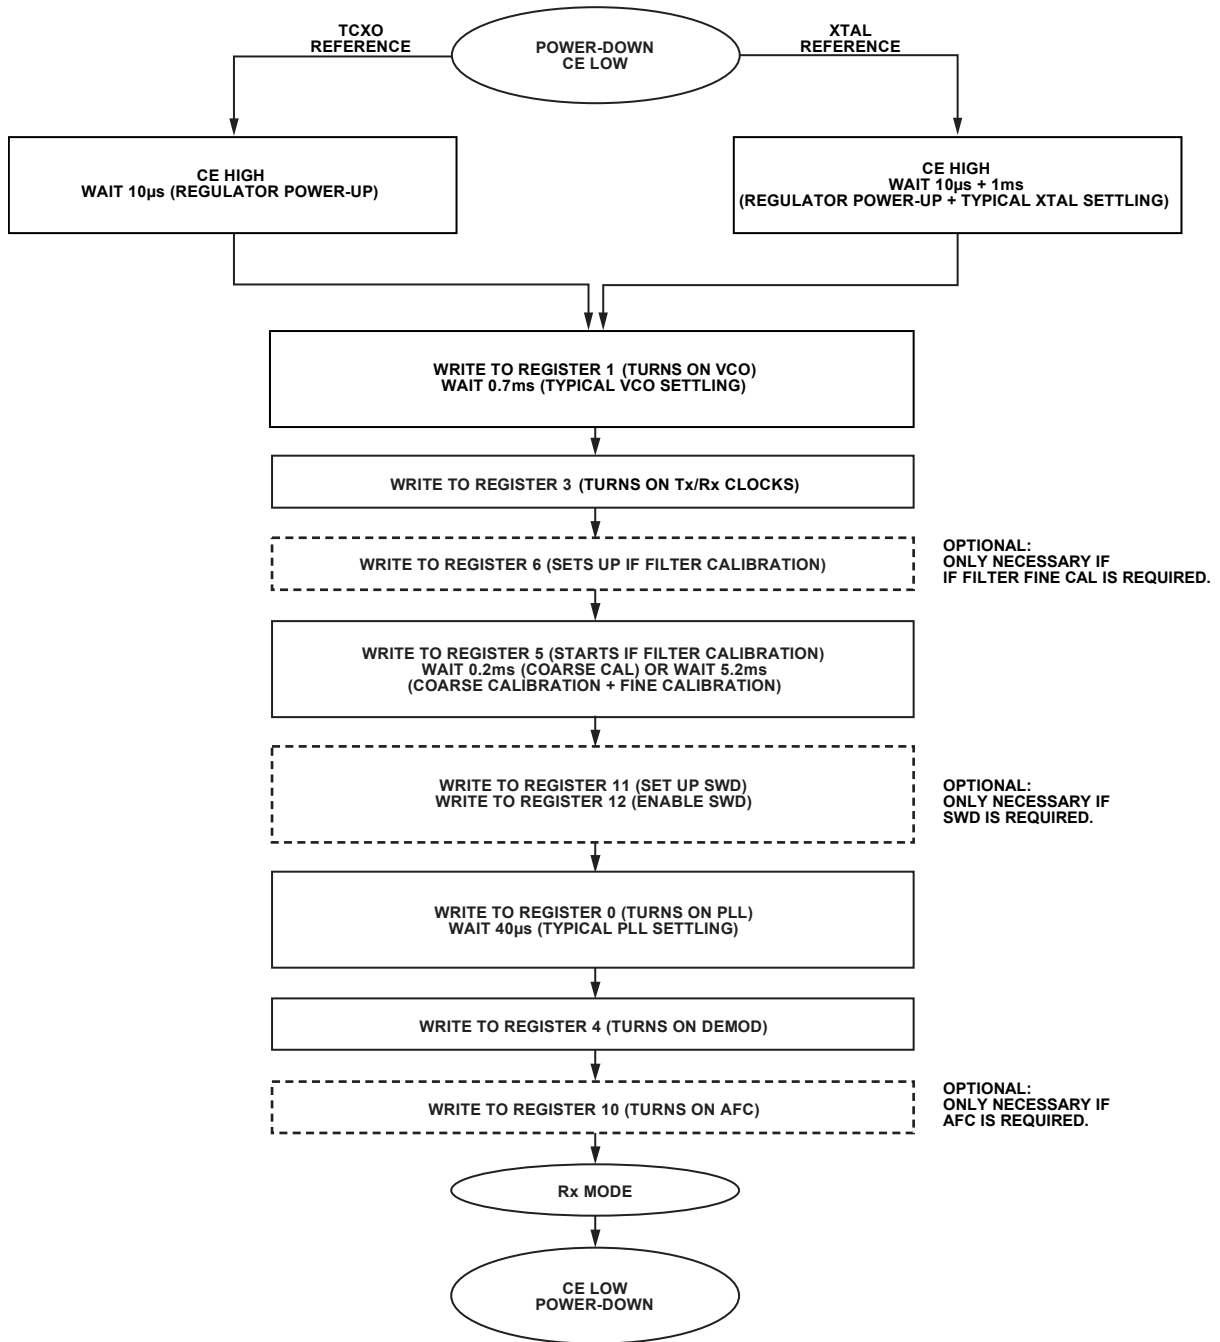 TCXO
REFERENCE
POWER-DOWN
CE LOW
XTAL
REFERENCE
CE HIGH
WAIT 10µs (REGULATOR POWER-UP)
CE HIGH
WAIT 10µs + 1ms
(REGULATOR POWER-UP + TYPICAL XTAL SETTLING)
WRITE TO REGISTER 1 (TURNS ON VCO)
WAIT 0.7ms (TYPICAL VCO SETTLING)
WRITE TO REGISTER 3 (TURNS ON Tx/Rx CLOCKS)
WRITE TO REGISTER 6 (SETS UP IF FILTER CALIBRATION)
OPTIONAL:
ONLY NECESSARY IF
IF FILTER FINE CAL IS REQUIRED.
WRITE TO REGISTER 5 (STARTS IF FILTER CALIBRATION)
WAIT 0.2ms (COARSE CAL) OR WAIT 5.2ms
(COARSE CALIBRATION + FINE CALIBRATION)
WRITE TO REGISTER 11 (SET UP SWD)
WRITE TO REGISTER 12 (ENABLE SWD)
OPTIONAL:
ONLY NECESSARY IF
SWD IS REQUIRED.
WRITE TO REGISTER 0 (TURNS ON PLL)
WAIT 40µs (TYPICAL PLL SETTLING)
WRITE TO REGISTER 4 (TURNS ON DEMOD)
WRITE TO REGISTER 10 (TURNS ON AFC)
OPTIONAL:
ONLY NECESSARY IF
AFC IS REQUIRED.
Rx MODE
CE LOW
POWER-DOWN